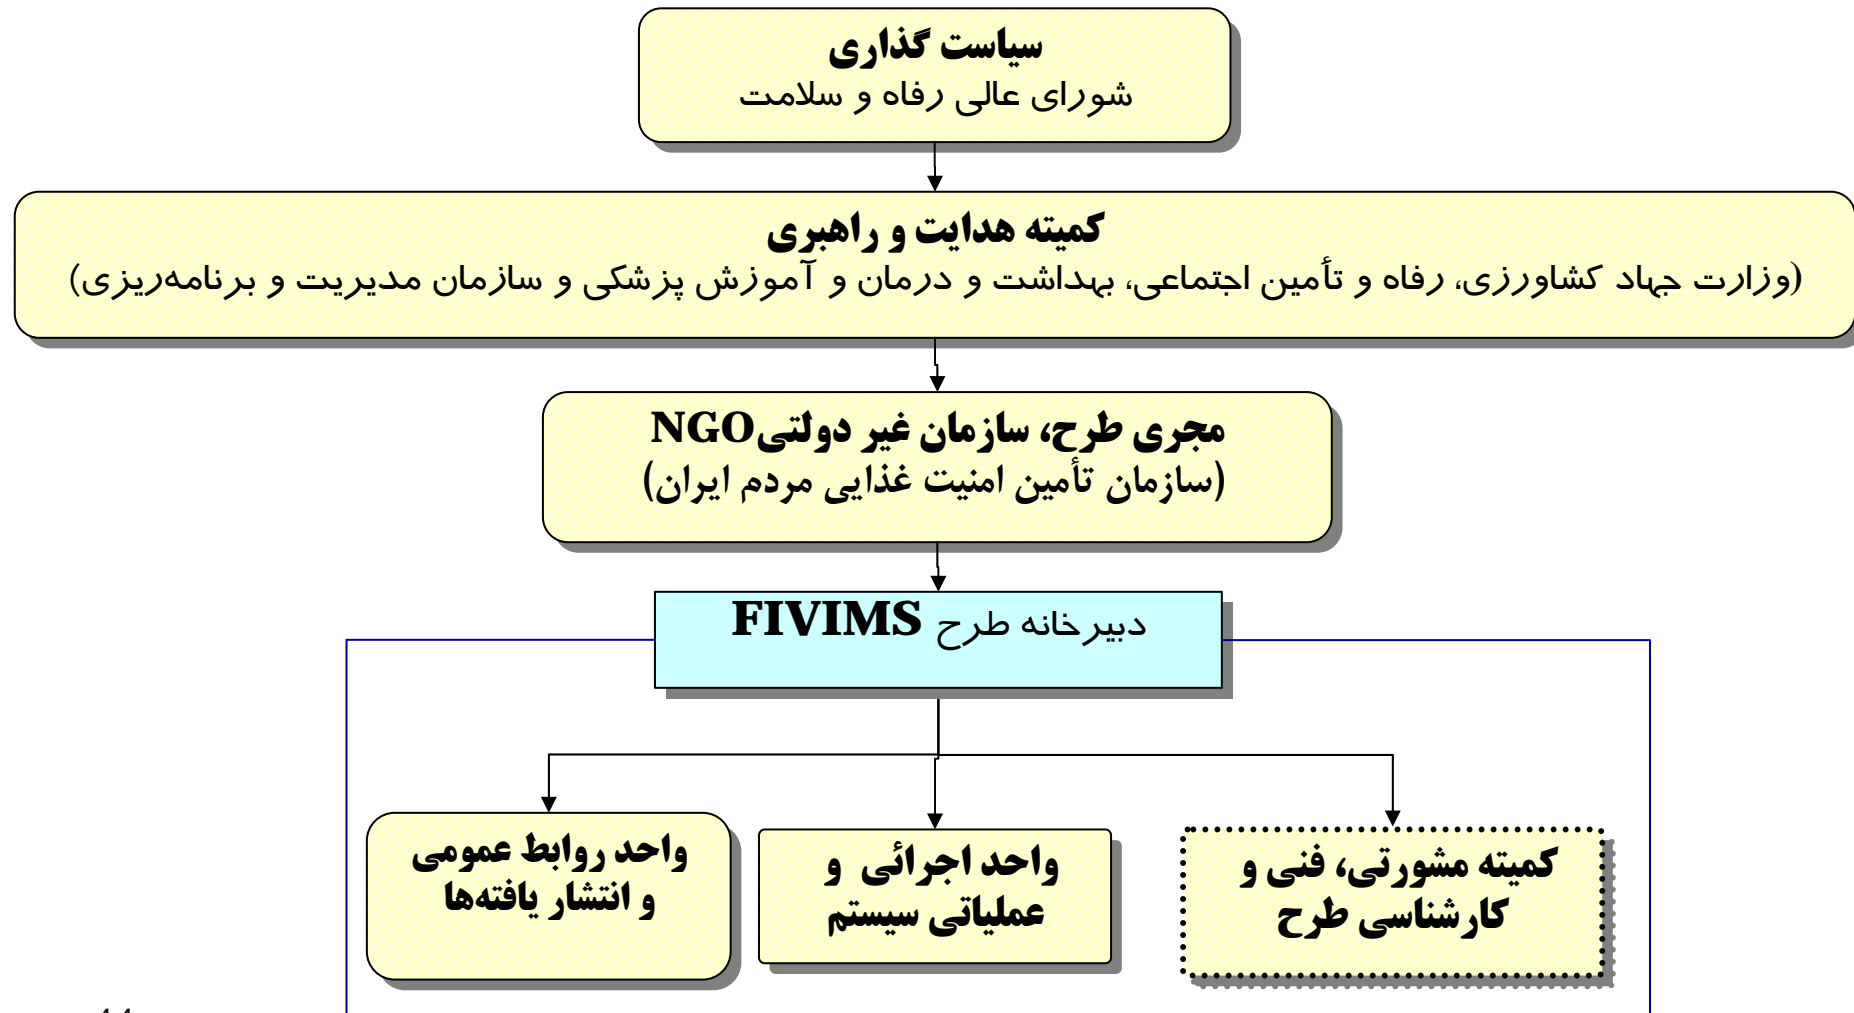 سیاست گذاری
شورای عالی رفاه و سلامت
کمیته هدایت و راهبری
(وزارت جهاد کشاورزی، رفاه و تأمین اجتماعی، بهداشت و درمان و آموزش پزشکی و سازمان مدیریت و برنامه‌ریزی)
مجری طرح، سازمان غیر دولتیNGO
(سازمان تأمین امنیت غذایی مردم ایران)
دبیرخانه طرح FIVIMS
کمیته مشورتی، فنی و
کارشناسی طرح
واحد اجرائی و
عملیاتی سیستم
واحد روابط عمومی
و انتشار یافته‌ها